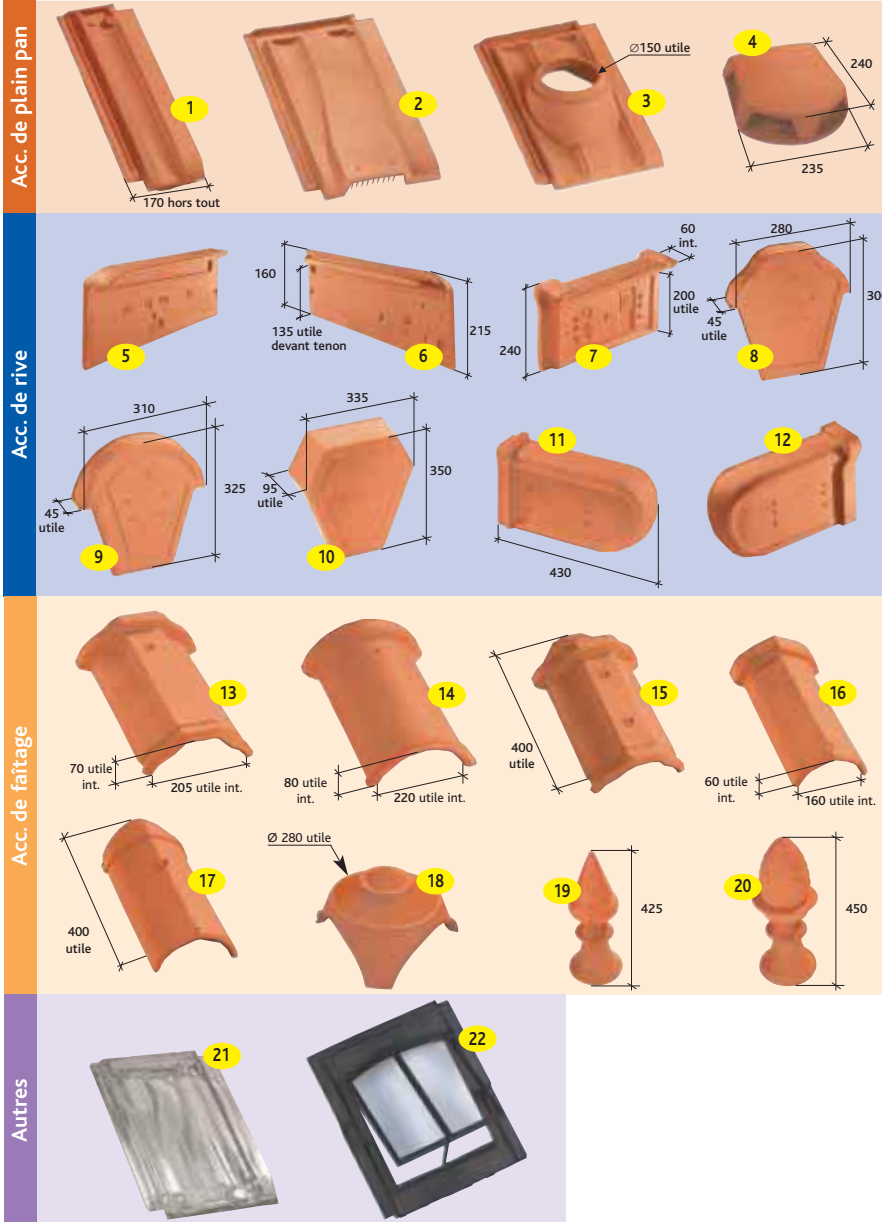 Acc. de plain pan
1
170 hors tout
2
Ø150 utile
3
4
240
235
Acc. de rive
5
160
135 utile
devant tenon
6
215
60
int.
200
utile
240
7
280
45
utile
30
8
310
325
45
utile
9
335
350
95
utile
10
11
430
12
Acc. de faîtage
13
70 utile
int.
205 utile int.
14
80 utile
int.
220 utile int.
15
400
utile
16
60 utile
int.
160 utile int.
17
400
utile
Ø 280 utile
18
19
425
20
450
Autres
21
22